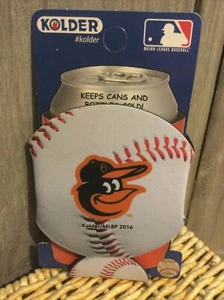 KOLDER
#kolder
MAJOR LEAGUE BASEBALL
KEEPS CANS AND
BOTTLES COLD!
Kolder/MLBP 2016